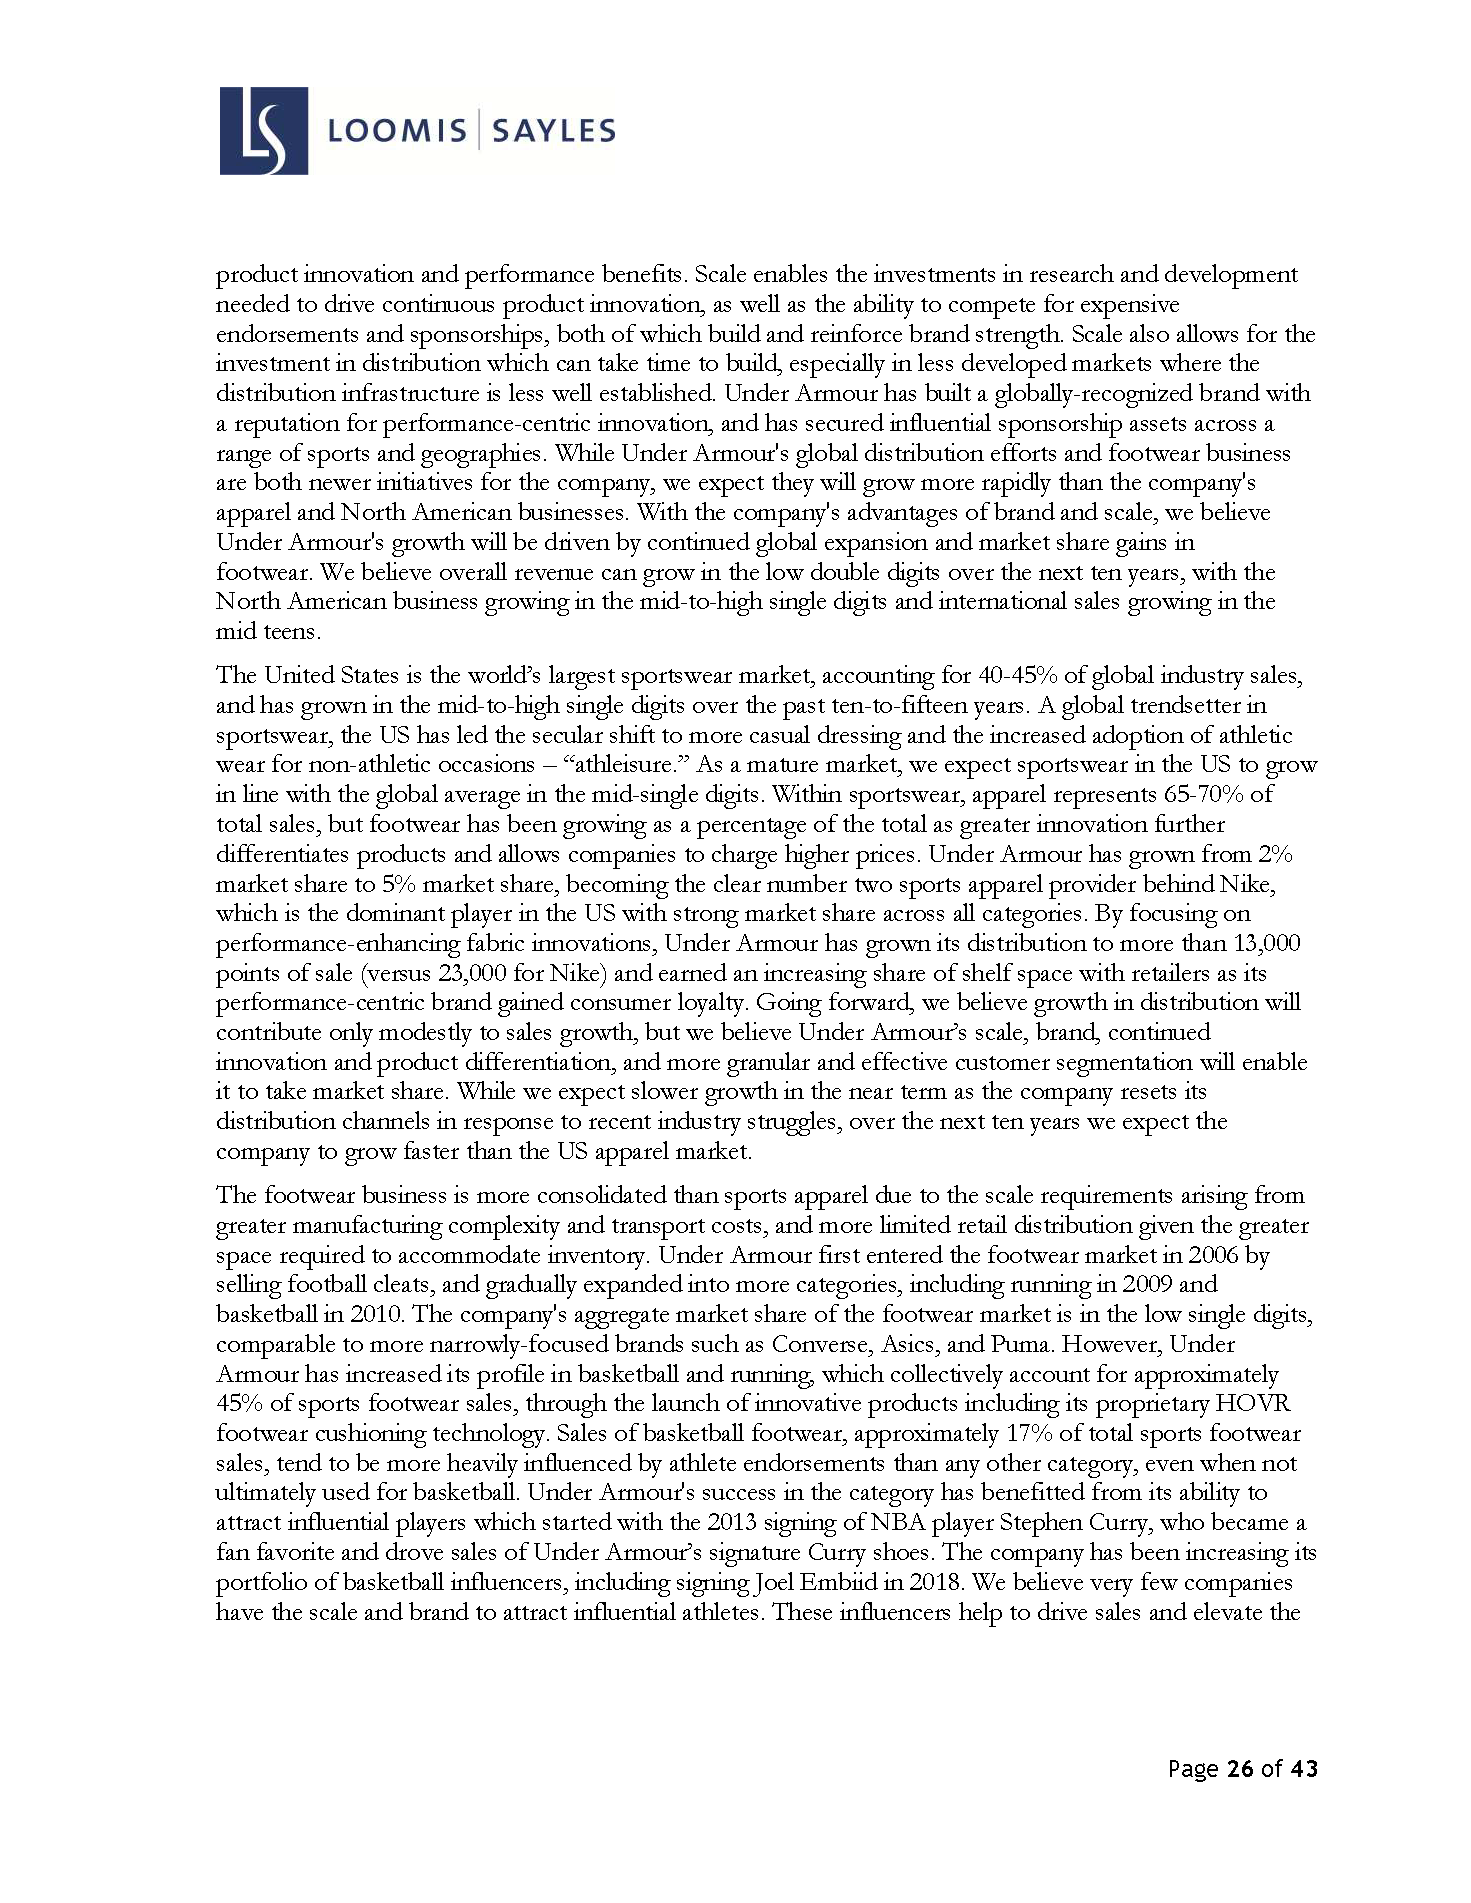 LS LOOMIS | SAYLES
product innovation and performance benefits. Scale enables the investments in research and development
needed to drive continuous product innovation, as well as the ability to compete for expensive
endorsements and sponsorships, both of which build and reinforce brand strength. Scale also allows for the
investment in distribution which can take time to build, especially in less developed markets where the
distribution infrastructure is less well established. Under Armour has built a globally-recognized brand with
a reputation for performance-centric innovation, and has secured influential sponsorship assets across a
range of sports and geographies. While Under Armour's global distribution efforts and footwear business
are both newer initiatives for the company, we expect they will grow more rapidly than the company's
apparel and North American businesses. With the company's advantages of brand and scale, we believe
Under Armour's growth will be driven by continued global expansion and market share gains in
footwear. We believe overall revenue can grow in the low double digits over the next ten years, with the
North American business growing in the mid-to-high single digits and international sales growing in the
mid teens.
The United States is the world’s largest sportswear market, accounting for 40-45% of global industry sales,
and has grown in the mid-to-high single digits over the past ten-to-fifteen years. A global trendsetter in
sportswear, the US has led the secular shift to more casual dressing and the increased adoption of athletic
wear for non-athletic occasions – “athleisure.” As a mature market, we expect sportswear in the US to grow
in line with the global average in the mid-single digits. Within sportswear, apparel represents 65-70% of
total sales, but footwear has been growing as a percentage of the total as greater innovation further
differentiates products and allows companies to charge higher prices. Under Armour has grown from 2%
market share to 5% market share, becoming the clear number two sports apparel provider behind Nike,
which is the dominant player in the US with strong market share across all categories. By focusing on
performance-enhancing fabric innovations, Under Armour has grown its distribution to more than 13,000
points of sale (versus 23,000 for Nike) and earned an increasing share of shelf space with retailers as its
performance-centric brand gained consumer loyalty. Going forward, we believe growth in distribution will
contribute only modestly to sales growth, but we believe Under Armour’s scale, brand, continued
innovation and product differentiation, and more granular and effective customer segmentation will enable
it to take market share. While we expect slower growth in the near term as the company resets its
distribution channels in response to recent industry struggles, over the next ten years we expect the
company to grow faster than the US apparel market.
The footwear business is more consolidated than sports apparel due to the scale requirements arising from
greater manufacturing complexity and transport costs, and more limited retail distribution given the greater
space required to accommodate inventory. Under Armour first entered the footwear market in 2006 by
selling football cleats, and gradually expanded into more categories, including running in 2009 and
basketball in 2010. The company's aggregate market share of the footwear market is in the low single digits,
comparable to more narrowly-focused brands such as Converse, Asics, and Puma. However, Under
Armour has increased its profile in basketball and running, which collectively account for approximately
45% of sports footwear sales, through the launch of innovative products including its proprietary HOVR
footwear cushioning technology. Sales of basketball footwear, approximately 17% of total sports footwear
sales, tend to be more heavily influenced by athlete endorsements than any other category, even when not
ultimately used for basketball. Under Armour's success in the category has benefitted from its ability to
attract influential players which started with the 2013 signing of NBA player Stephen Curry, who became a
fan favorite and drove sales of Under Armour’s signature Curry shoes. The company has been increasing its
portfolio of basketball influencers, including signing Joel Embiid in 2018. We believe very few companies
have the scale and brand to attract influential athletes. These influencers help to drive sales and elevate the
Page 26 of 43